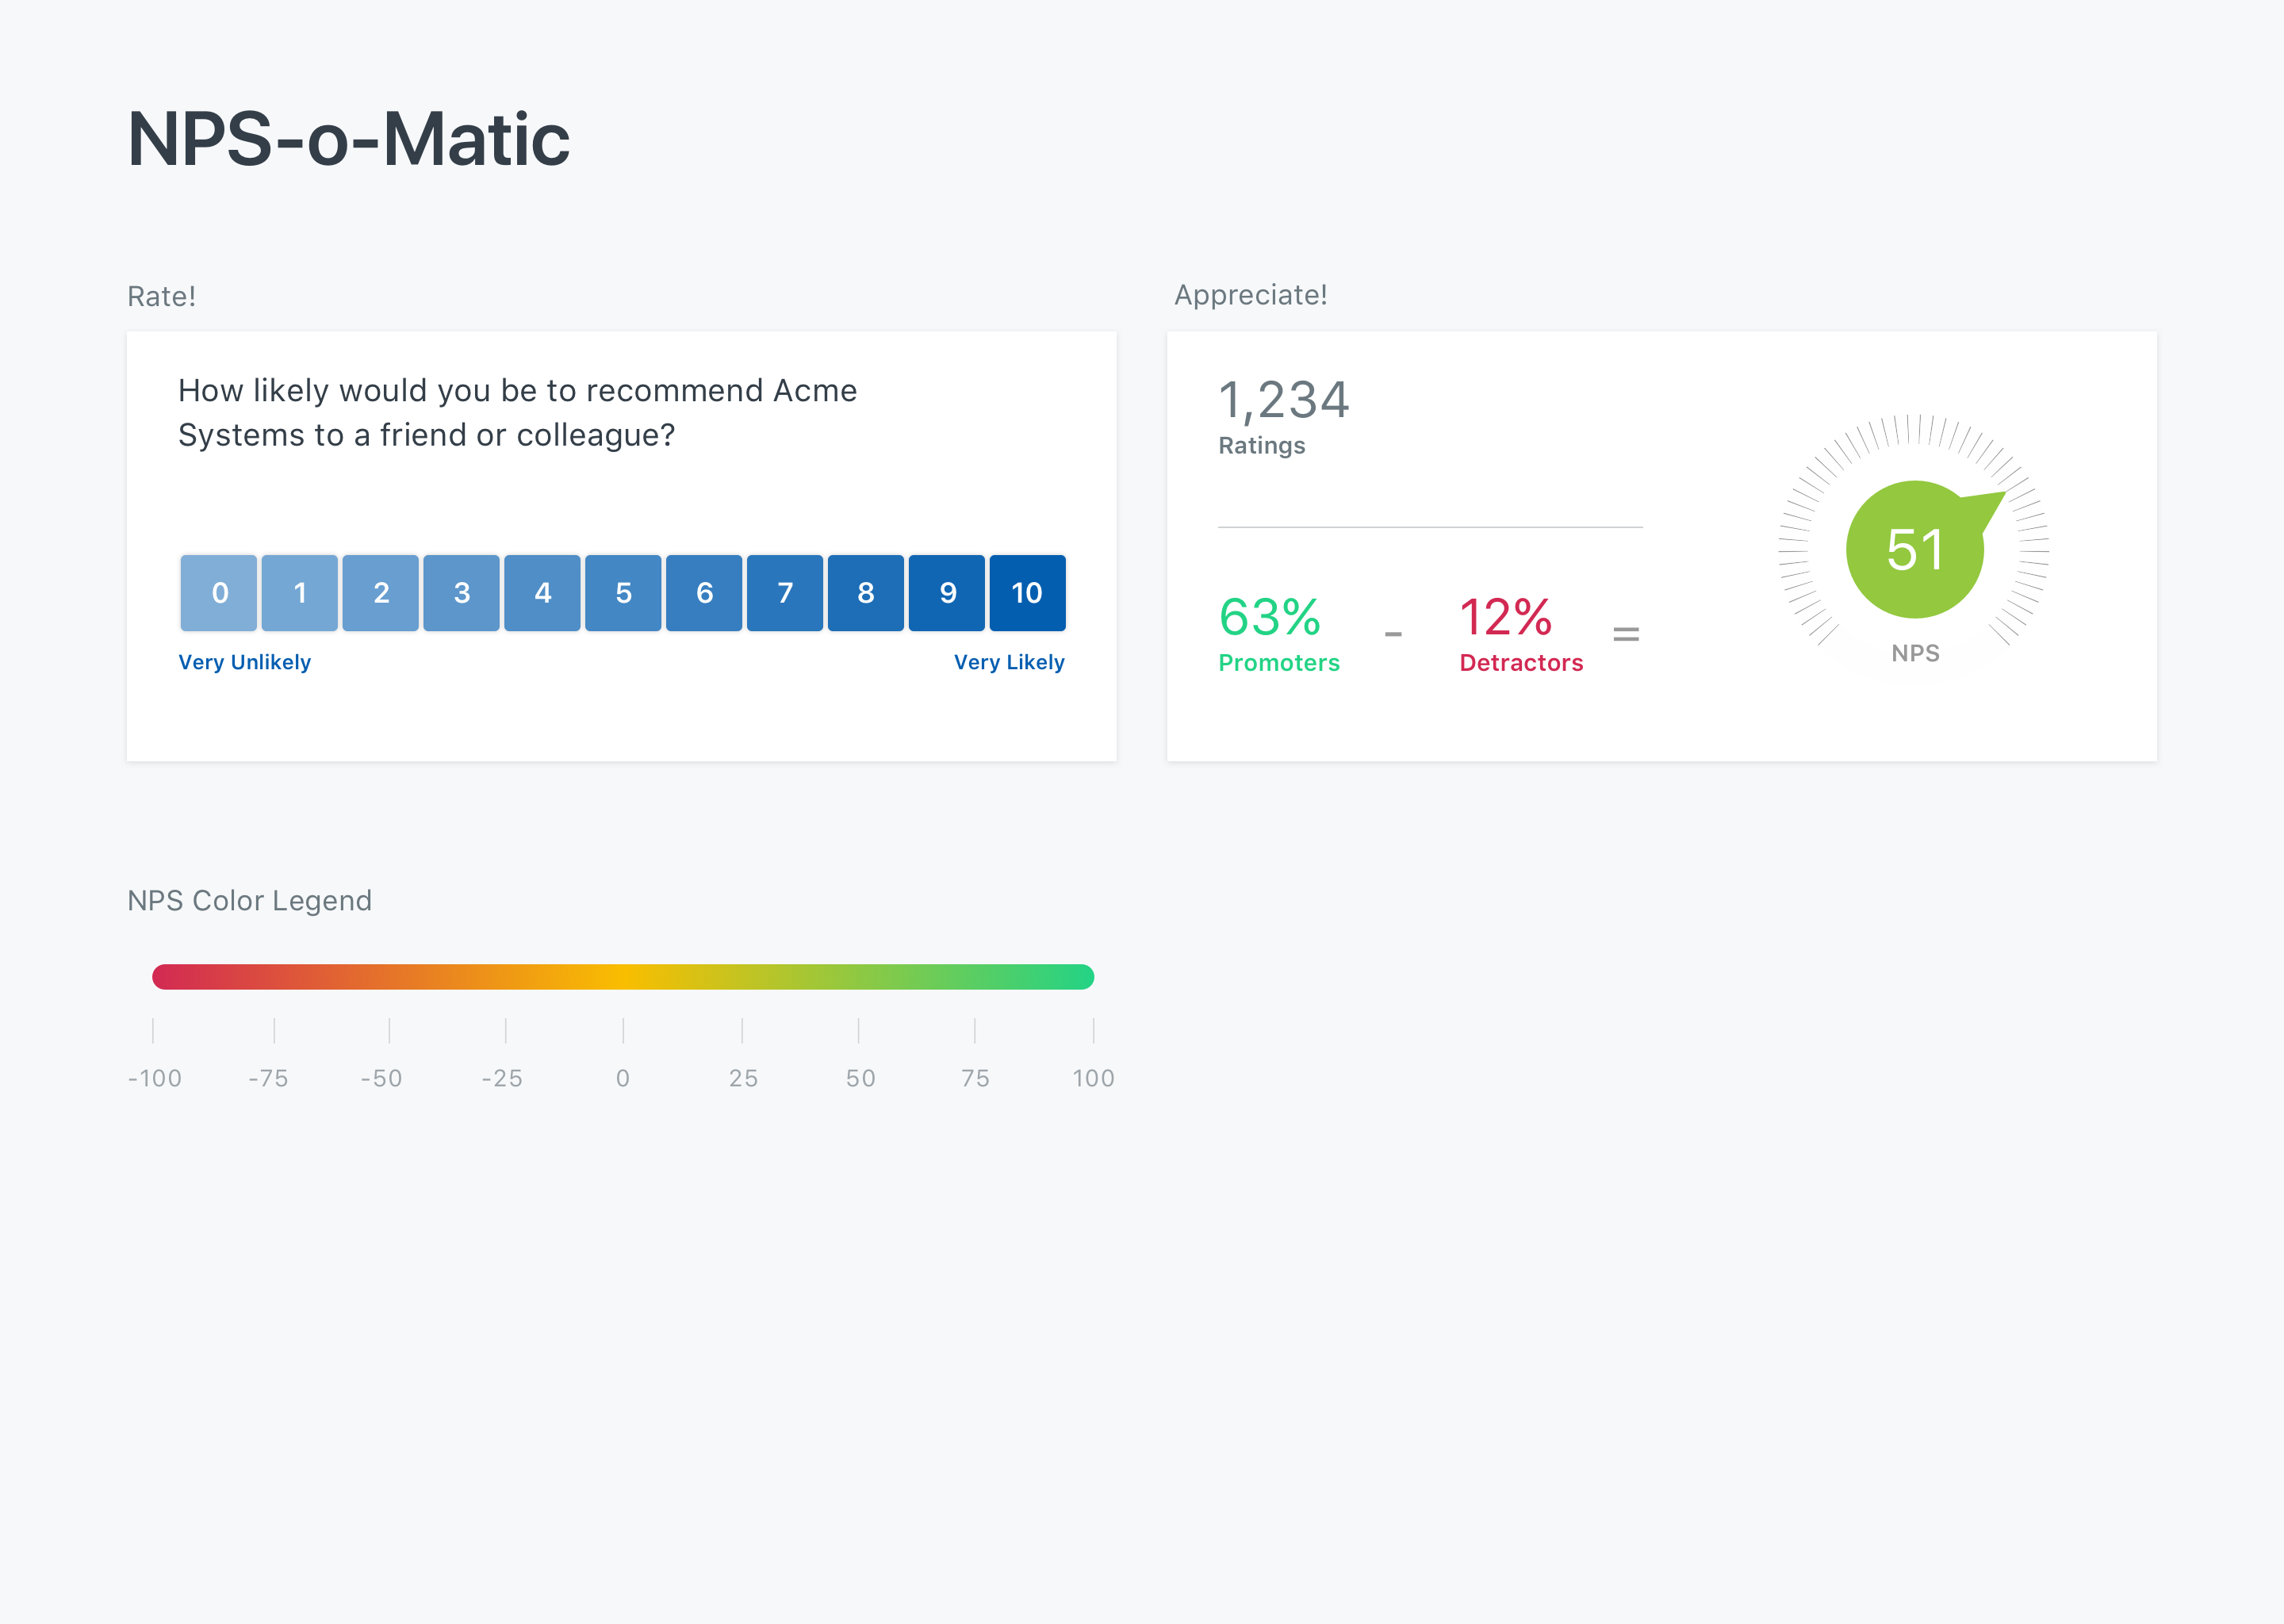 NPS-o-Matic
Rate!
How likely would you be to recommend Acme
Systems to a friend or colleague?
0 1 2 3 4 5 6 7 8 9 10
Very Unlikely Very Likely
Appreciate!
1,234
Ratings
63% - 12% =
Promoters Detractors
51
NPS
NPS Color Legend
-100 -75 -50 -25 0 25 50 75 100